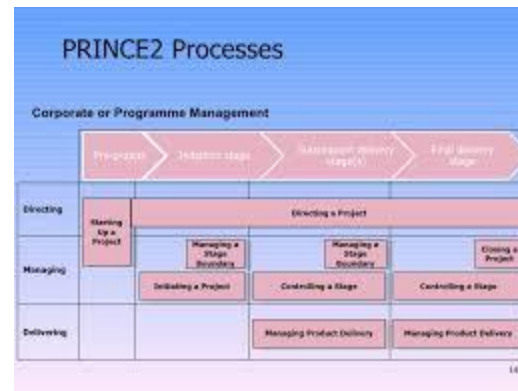 PRINCE2 Processes
Corporate or Programme Management
Pre-project
Initiation stage
Subsequent delivery
stage(s)
Final delivery
stage
Directing
Starting
Up a
Project
Directing a Project
Managing
Managing a
Stage
Boundary
Managing a
Stage
Boundary
Closing a
Project
Initiating a Project
Controlling a Stage
Controlling a Stage
Delivering
Managing Product Delivery
Managing Product Delivery